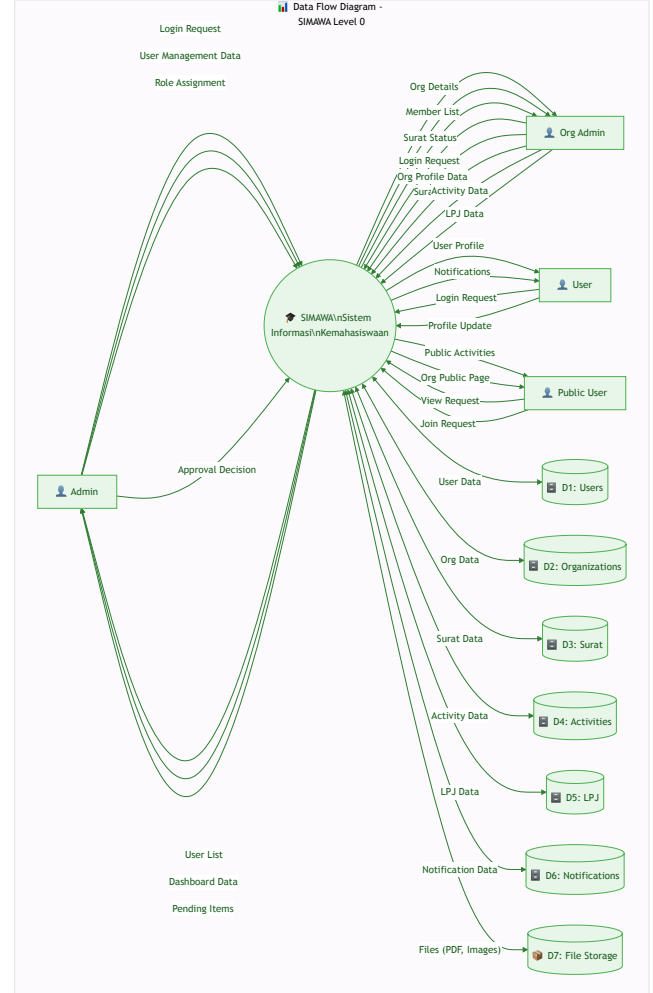 📊 Data Flow Diagram -
SIMAWA Level 0
Login Request
User Management Data
Role Assignment
Org Details
Member List
Surat Status
Login Request
Org Profile Data
Activity Data
LPJ Data
👤 Org Admin
User Profile
Notifications
Login Request
Profile Update
👤 User
🎓 SIMAWA\nSistem
Informasi\nKemahasiswaan
Public Activities
Org Public Page
View Request
Join Request
👤 Public User
Approval Decision
👤 Admin
User Data
🗄️ D1: Users
Org Data
🗄️ D2: Organizations
Surat Data
🗄️ D3: Surat
Activity Data
🗄️ D4: Activities
LPJ Data
🗄️ D5: LPJ
Notification Data
🗄️ D6: Notifications
Files (PDF, Images)
📦 D7: File Storage
User List
Dashboard Data
Pending Items